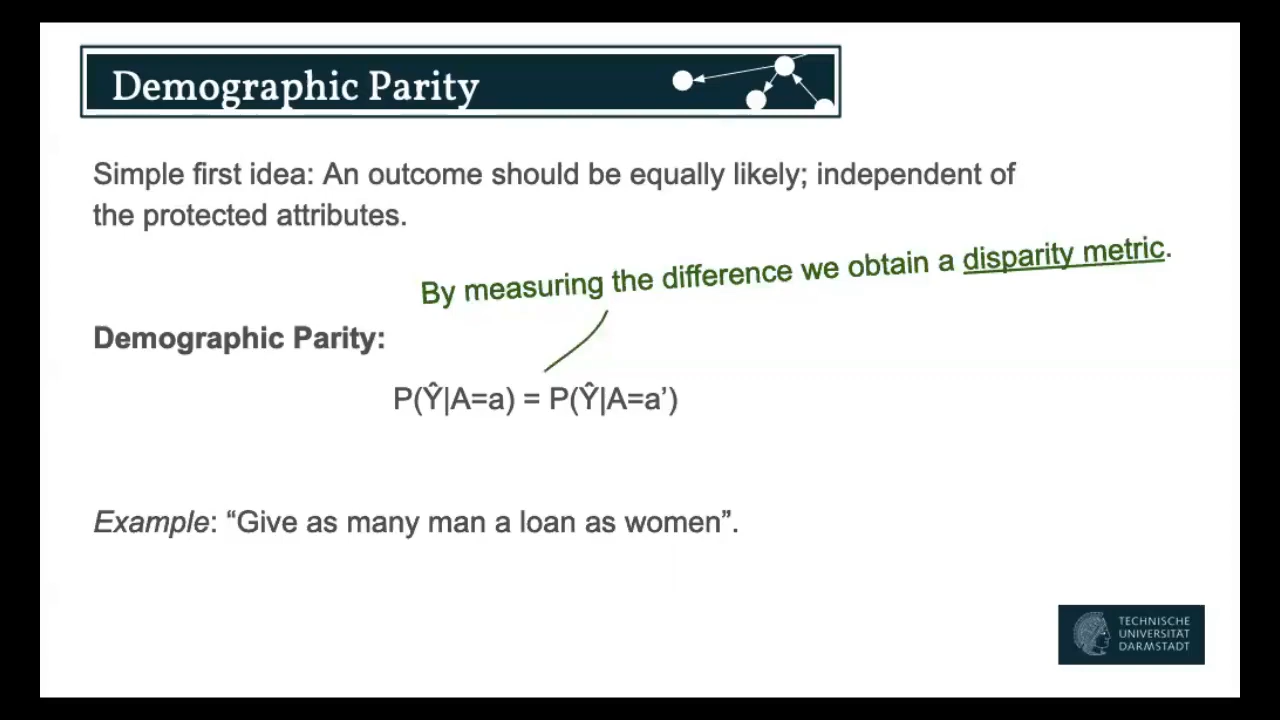 Demographic Parity
Simple first idea: An outcome should be equally likely; independent of
the protected attributes.
By measuring the difference we obtain a disparity metric.
Demographic Parity:
P(Ŷ|A=a) = P(Ŷ|A=a’)
Example: “Give as many man a loan as women”.
TECHNISCHE
UNIVERSITÄT
DARMSTADT